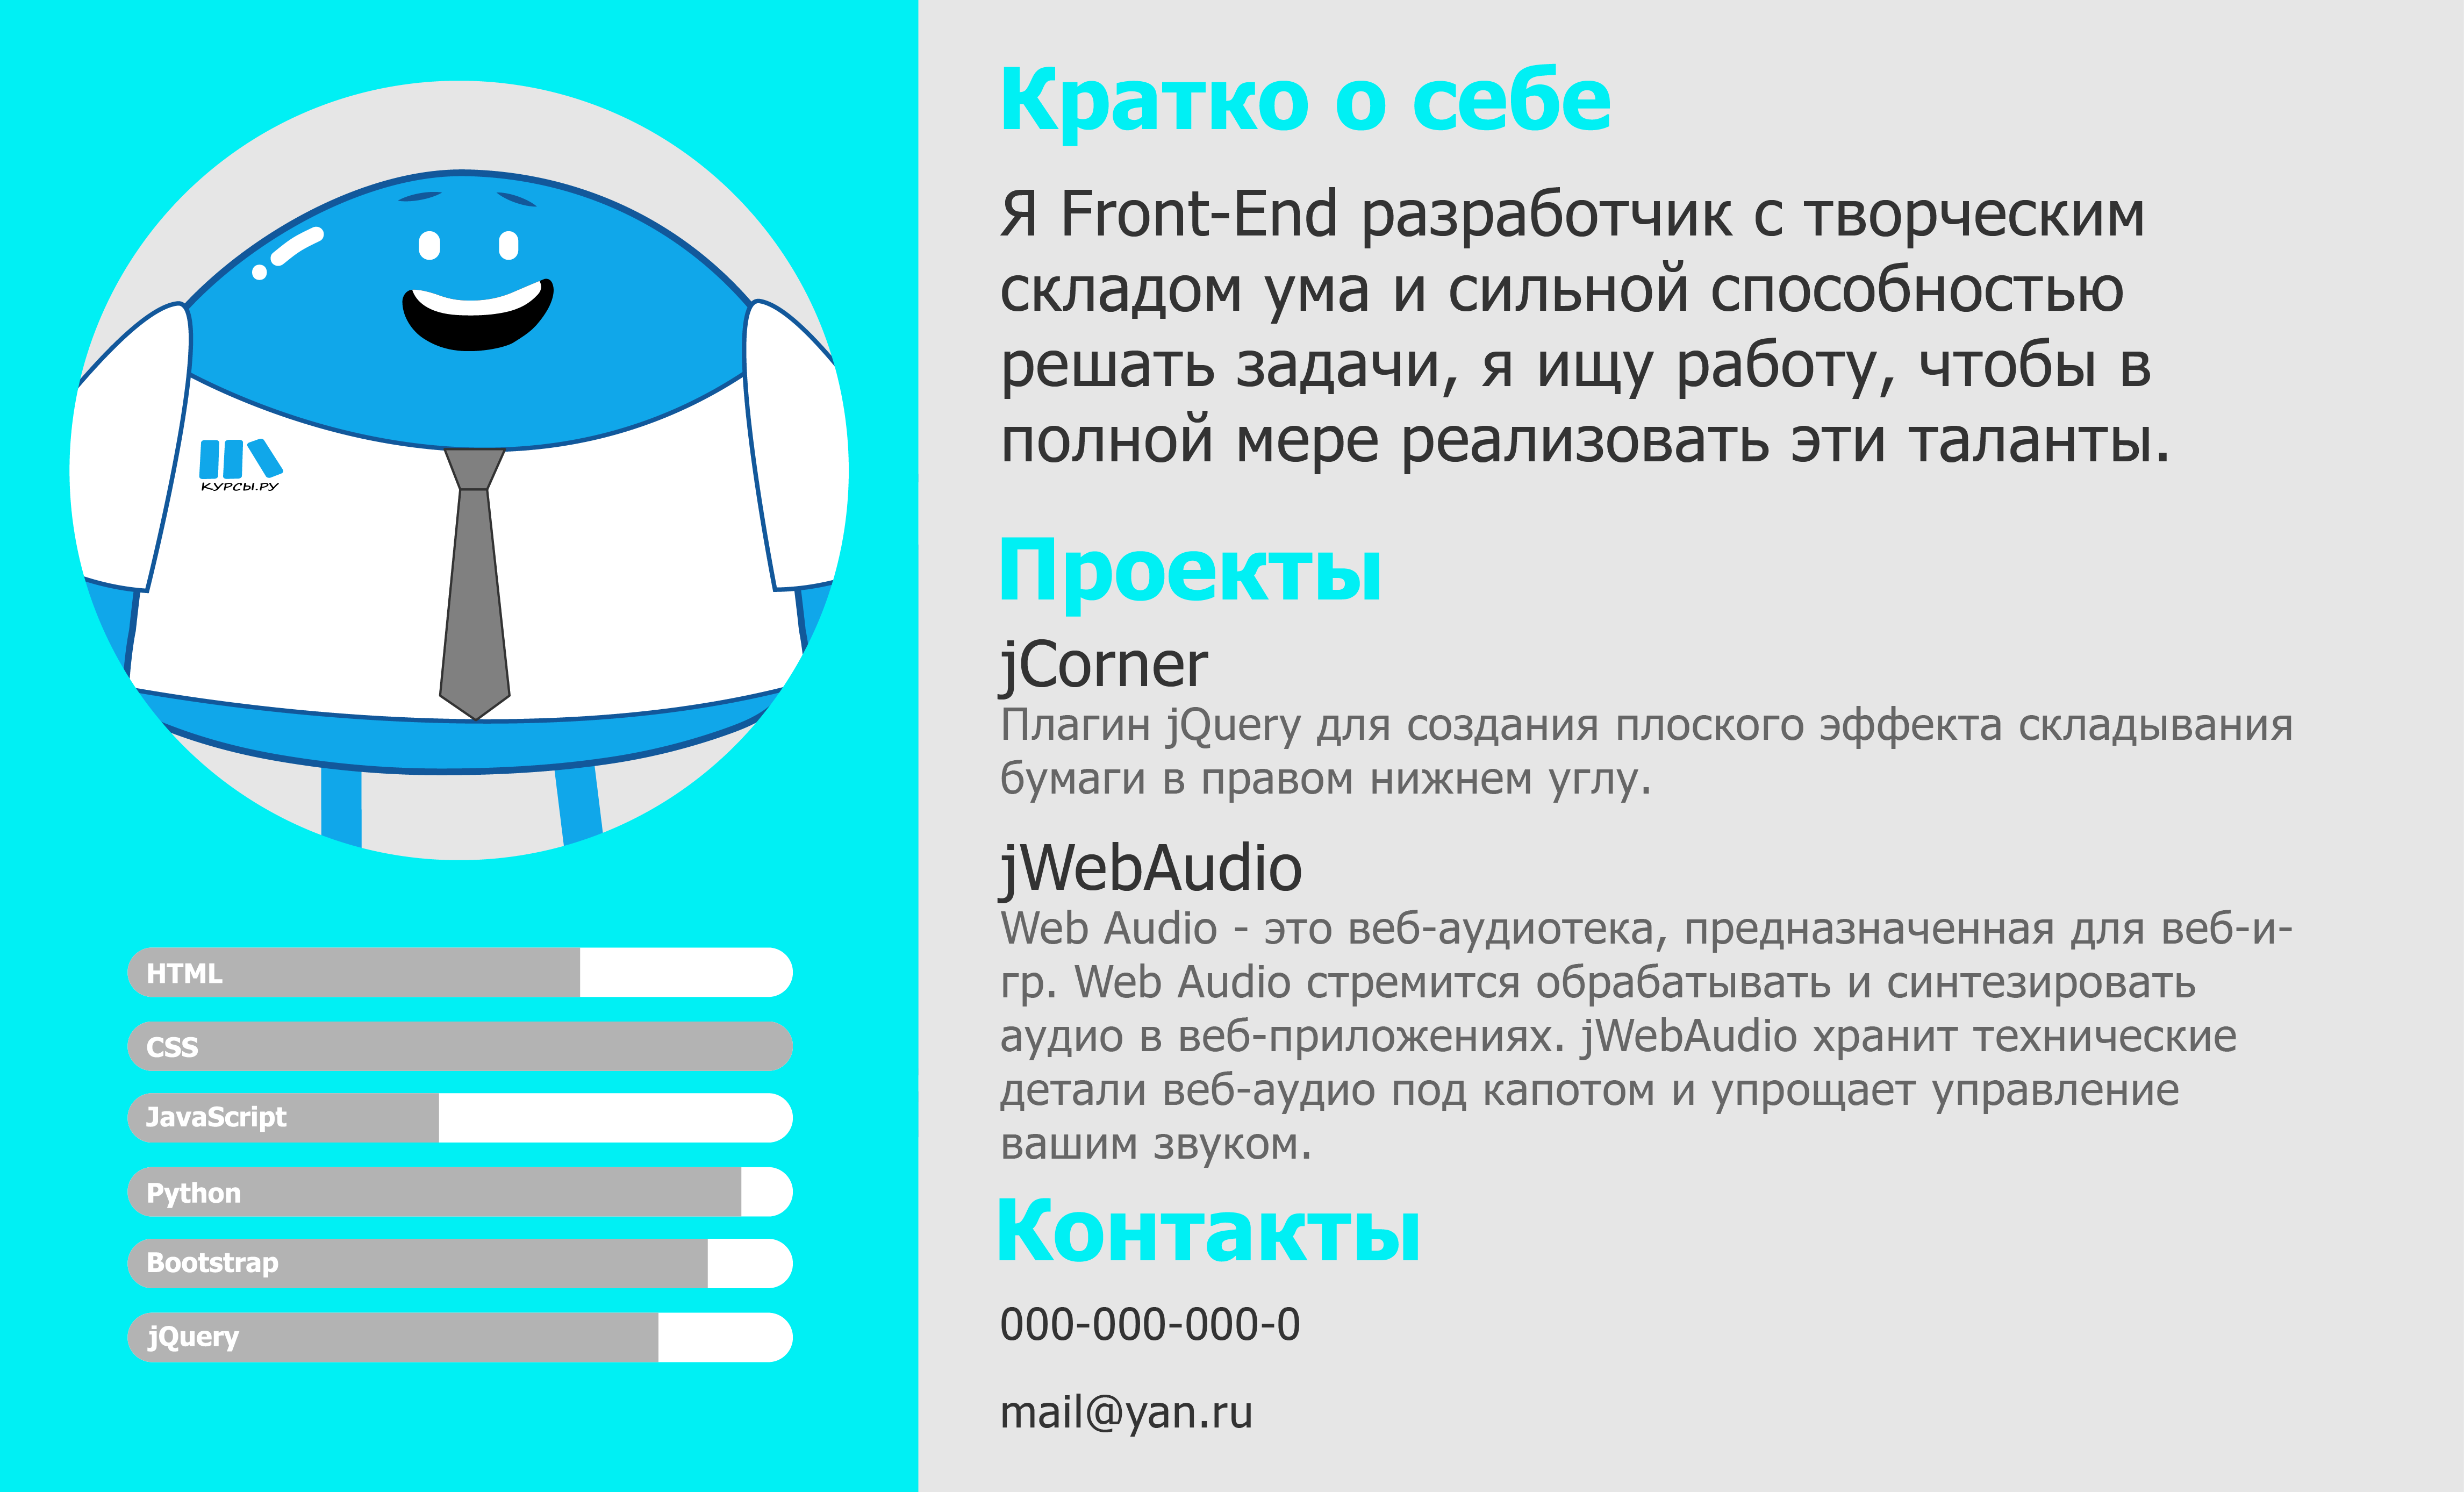 КУРСЫ.РУ
HTML
CSS
JavaScript
Python
Bootstrap
jQuery
Кратко о себе
Я Front-End разработчик с творческим
складом ума и сильной способностью
решать задачи, я ищу работу, чтобы в
полной мере реализовать эти таланты.
Проекты
jCorner
Плагин jQuery для создания плоского эффекта складывания
бумаги в правом нижнем углу.
jWebAudio
Web Audio - это веб-аудиотека, предназначенная для веб-и-
гр. Web Audio стремится обрабатывать и синтезировать
аудио в веб-приложениях. jWebAudio хранит технические
детали веб-аудио под капотом и упрощает управление
вашим звуком.
Контакты
000-000-000-0
mail@yan.ru